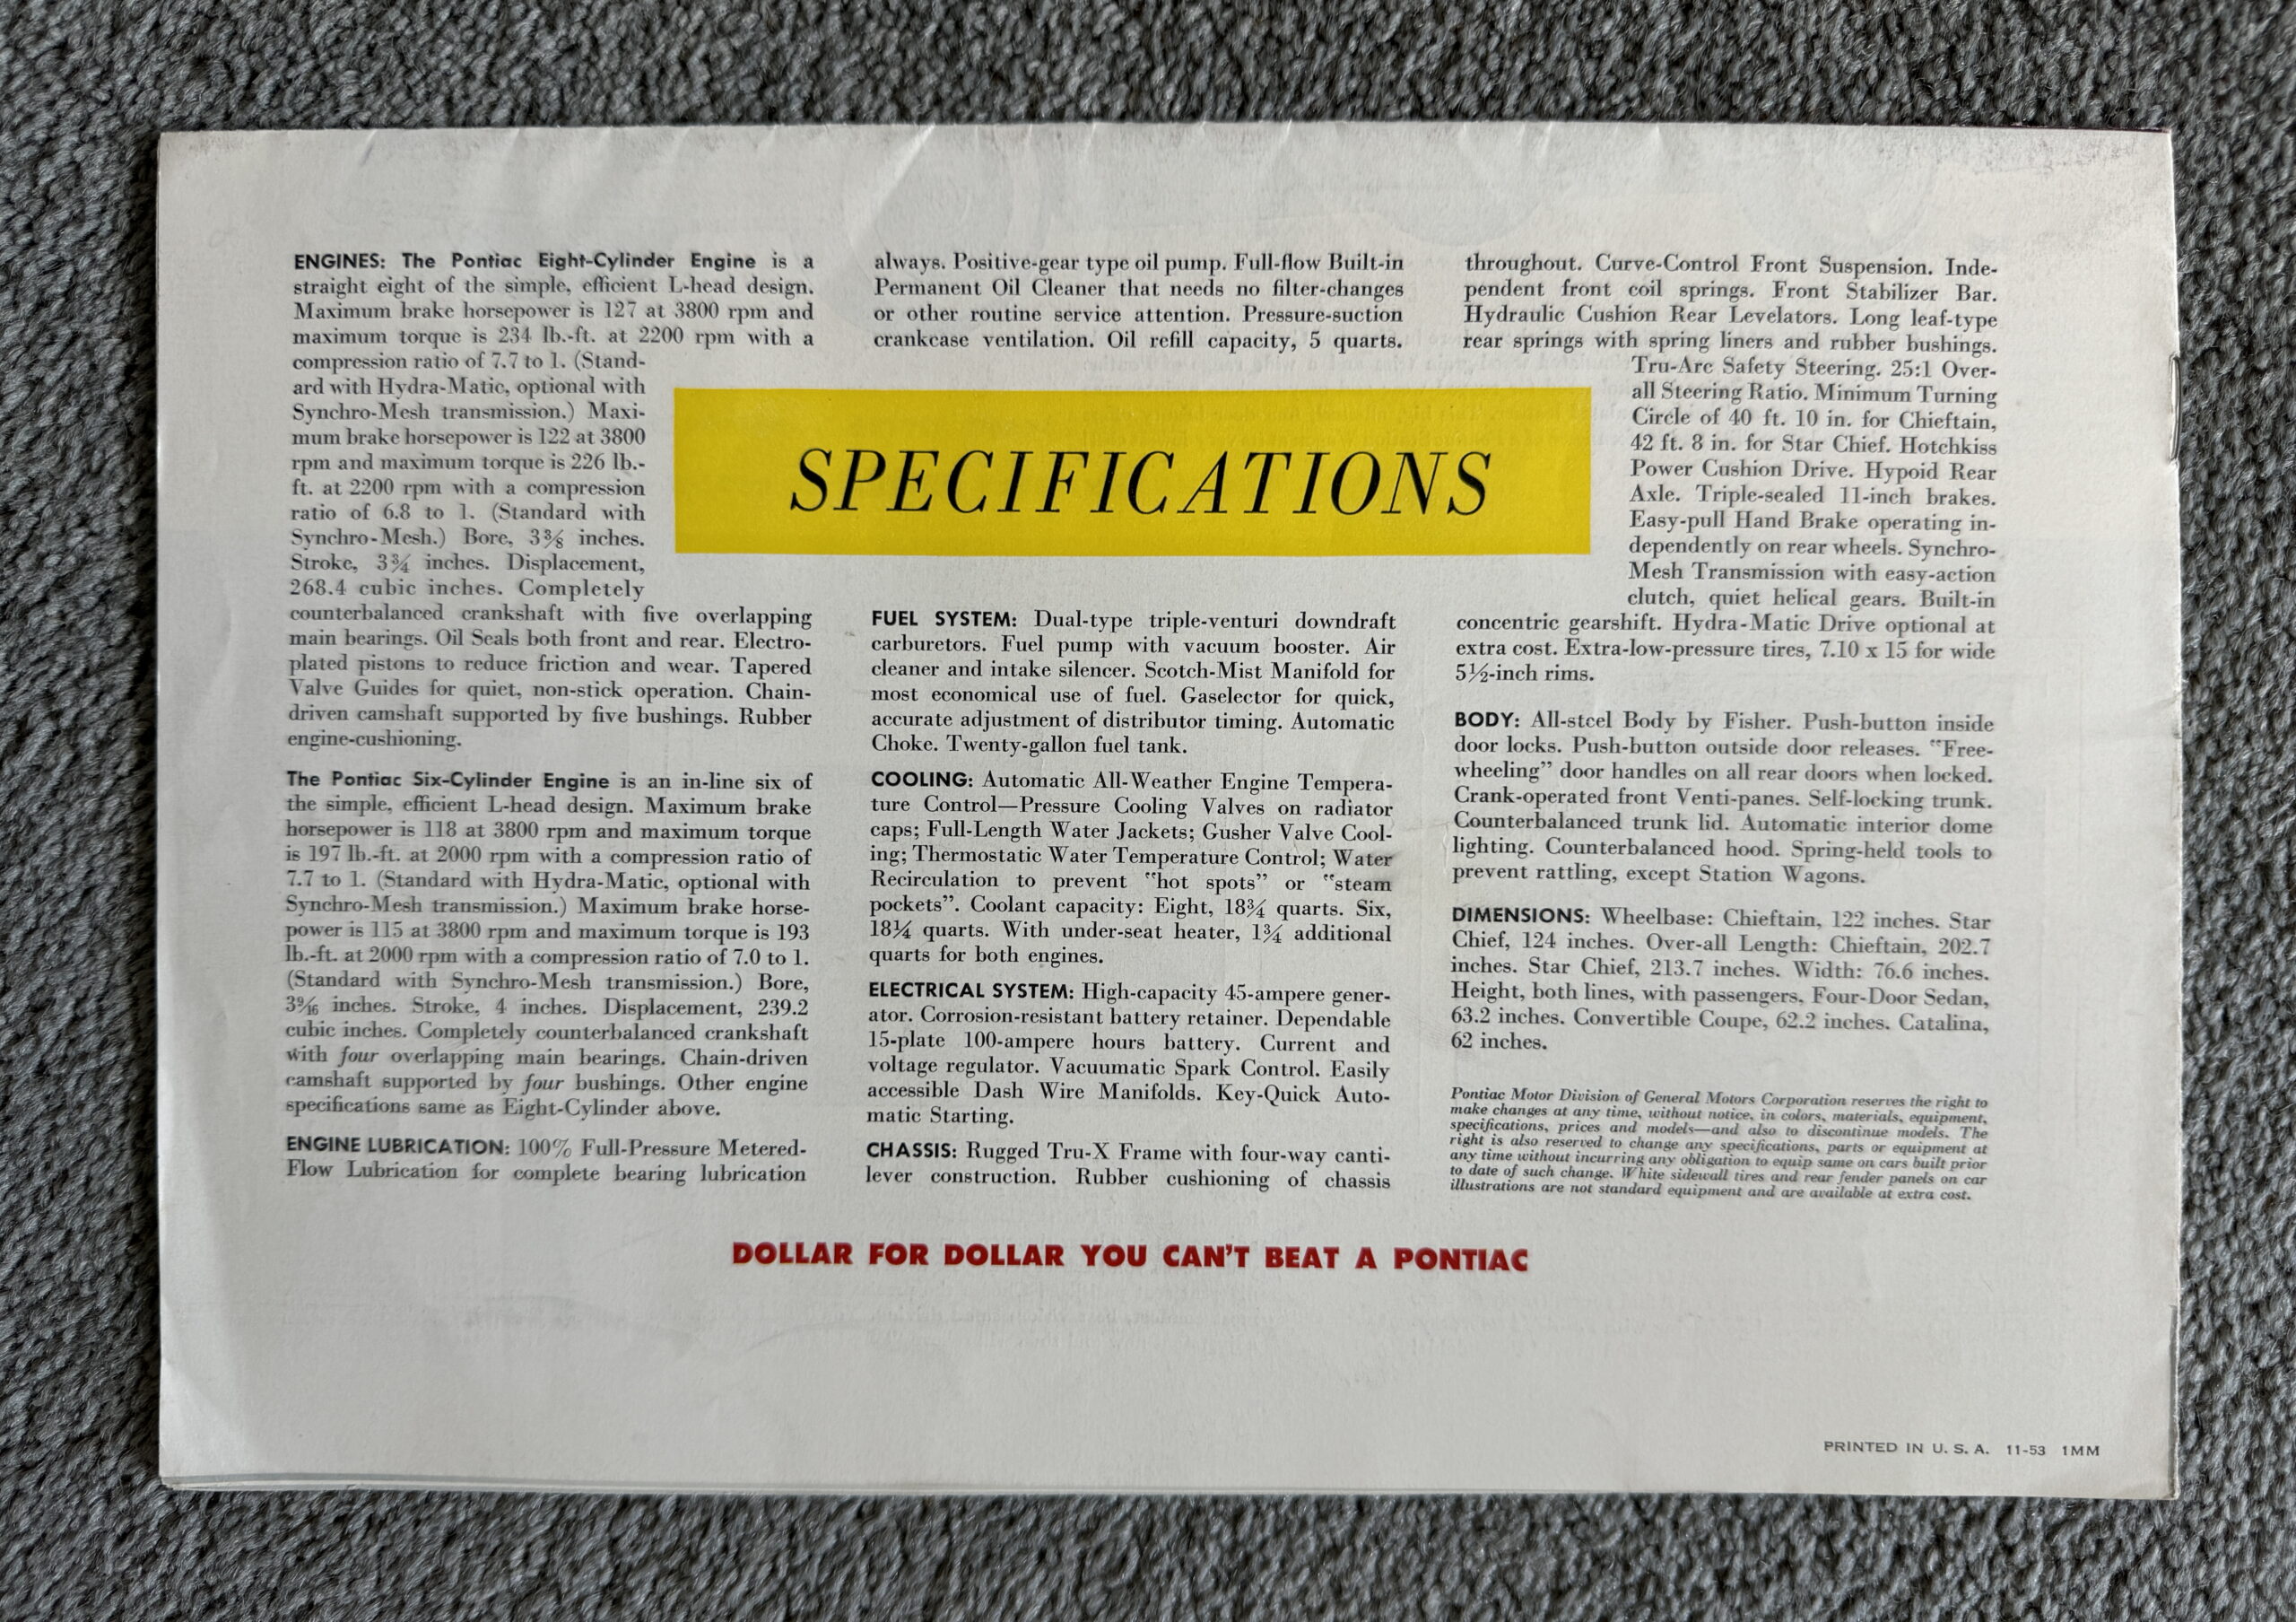 ENGINES: The Pontiac Eight-Cylinder Engine is a
straight eight of the simple, efficient L-head design.
Maximum brake horsepower is 127 at 3800 rpm and
maximum torque is 234 lb.-ft. at 2200 rpm with a
compression ratio of 7.7 to 1. (Stand-
ard with Hydra-Matic, optional with
Synchro-Mesh transmission.) Maxi-
mum brake horsepower is 122 at 3800
rpm and maximum torque is 226 lb.-
ft. at 2200 rpm with a compression
ratio of 6.8 to 1. (Standard with
Synchro-Mesh.) Bore, 3⅜ inches.
Stroke, 3¾ inches. Displacement,
268.4 cubic inches. Completely
counterbalanced crankshaft with five overlapping
main bearings. Oil Seals both front and rear. Electro-
plated pistons to reduce friction and wear. Tapered
Valve Guides for quiet, non-stick operation. Chain-
driven camshaft supported by five bushings. Rubber
engine-cushioning.
The Pontiac Six-Cylinder Engine is an in-line six of
the simple, efficient L-head design. Maximum brake
horsepower is 118 at 3800 rpm and maximum torque
is 197 lb.-ft. at 2000 rpm with a compression ratio of
7.7 to 1. (Standard with Hydra-Matic, optional with
Synchro-Mesh transmission.) Maximum brake horse-
power is 115 at 3800 rpm and maximum torque is 193
lb.-ft. at 2000 rpm with a compression ratio of 7.0 to 1.
(Standard with Synchro-Mesh transmission.) Bore,
3 9/16 inches. Stroke, 4 inches. Displacement, 239.2
cubic inches. Completely counterbalanced crankshaft
with four overlapping main bearings. Chain-driven
camshaft supported by four bushings. Other engine
specifications same as Eight-Cylinder above.
ENGINE LUBRICATION: 100% Full-Pressure Metered-
Flow Lubrication for complete bearing lubrication
always. Positive-gear type oil pump. Full-flow Built-in
Permanent Oil Cleaner that needs no filter-changes
or other routine service attention. Pressure-suction
crankcase ventilation. Oil refill capacity, 5 quarts.
SPECIFICATIONS
FUEL SYSTEM: Dual-type triple-venturi downdraft
carburetors. Fuel pump with vacuum booster. Air
cleaner and intake silencer. Scotch-Mist Manifold for
most economical use of fuel. Gaselector for quick,
accurate adjustment of distributor timing. Automatic
Choke. Twenty-gallon fuel tank.
COOLING: Automatic All-Weather Engine Tempera-
ture Control—Pressure Cooling Valves on radiator
caps; Full-Length Water Jackets; Gusher Valve Cool-
ing; Thermostatic Water Temperature Control; Water
Recirculation to prevent "hot spots" or "steam
pockets". Coolant capacity: Eight, 18¾ quarts. Six,
18¼ quarts. With under-seat heater, 1¾ additional
quarts for both engines.
ELECTRICAL SYSTEM: High-capacity 45-ampere gener-
ator. Corrosion-resistant battery retainer. Dependable
15-plate 100-ampere hours battery. Current and
voltage regulator. Vacuumatic Spark Control. Easily
accessible Dash Wire Manifolds. Key-Quick Auto-
matic Starting.
CHASSIS: Rugged Tru-X Frame with four-way canti-
lever construction. Rubber cushioning of chassis
throughout. Curve-Control Front Suspension. Inde-
pendent front coil springs. Front Stabilizer Bar.
Hydraulic Cushion Rear Levelators. Long leaf-type
rear springs with spring liners and rubber bushings.
Tru-Arc Safety Steering. 25:1 Over-
all Steering Ratio. Minimum Turning
Circle of 40 ft. 10 in. for Chieftain,
42 ft. 8 in. for Star Chief. Hotchkiss
Power Cushion Drive. Hypoid Rear
Axle. Triple-sealed 11-inch brakes.
Easy-pull Hand Brake operating in-
dependently on rear wheels. Synchro-
Mesh Transmission with easy-action
clutch, quiet helical gears. Built-in
concentric gearshift. Hydra-Matic Drive optional at
extra cost. Extra-low-pressure tires, 7.10 x 15 for wide
5½-inch rims.
BODY: All-steel Body by Fisher. Push-button inside
door locks. Push-button outside door releases. "Free-
wheeling" door handles on all rear doors when locked.
Crank-operated front Venti-panes. Self-locking trunk.
Counterbalanced trunk lid. Automatic interior dome
lighting. Counterbalanced hood. Spring-held tools to
prevent rattling, except Station Wagons.
DIMENSIONS: Wheelbase: Chieftain, 122 inches. Star
Chief, 124 inches. Over-all Length: Chieftain, 202.7
inches. Star Chief, 213.7 inches. Width: 76.6 inches.
Height, both lines, with passengers, Four-Door Sedan,
63.2 inches. Convertible Coupe, 62.2 inches. Catalina,
62 inches.
Pontiac Motor Division of General Motors Corporation reserves the right to
make changes at any time, without notice, in colors, materials, equipment,
specifications, prices and models—and also to discontinue models. The
right is also reserved to change any specifications, parts or equipment at
any time without incurring any obligation to equip same on cars built prior
to date of such change. White sidewall tires and rear fender panels on car
illustrations are not standard equipment and are available at extra cost.
DOLLAR FOR DOLLAR YOU CAN'T BEAT A PONTIAC
PRINTED IN U. S. A. 11-53 1MM